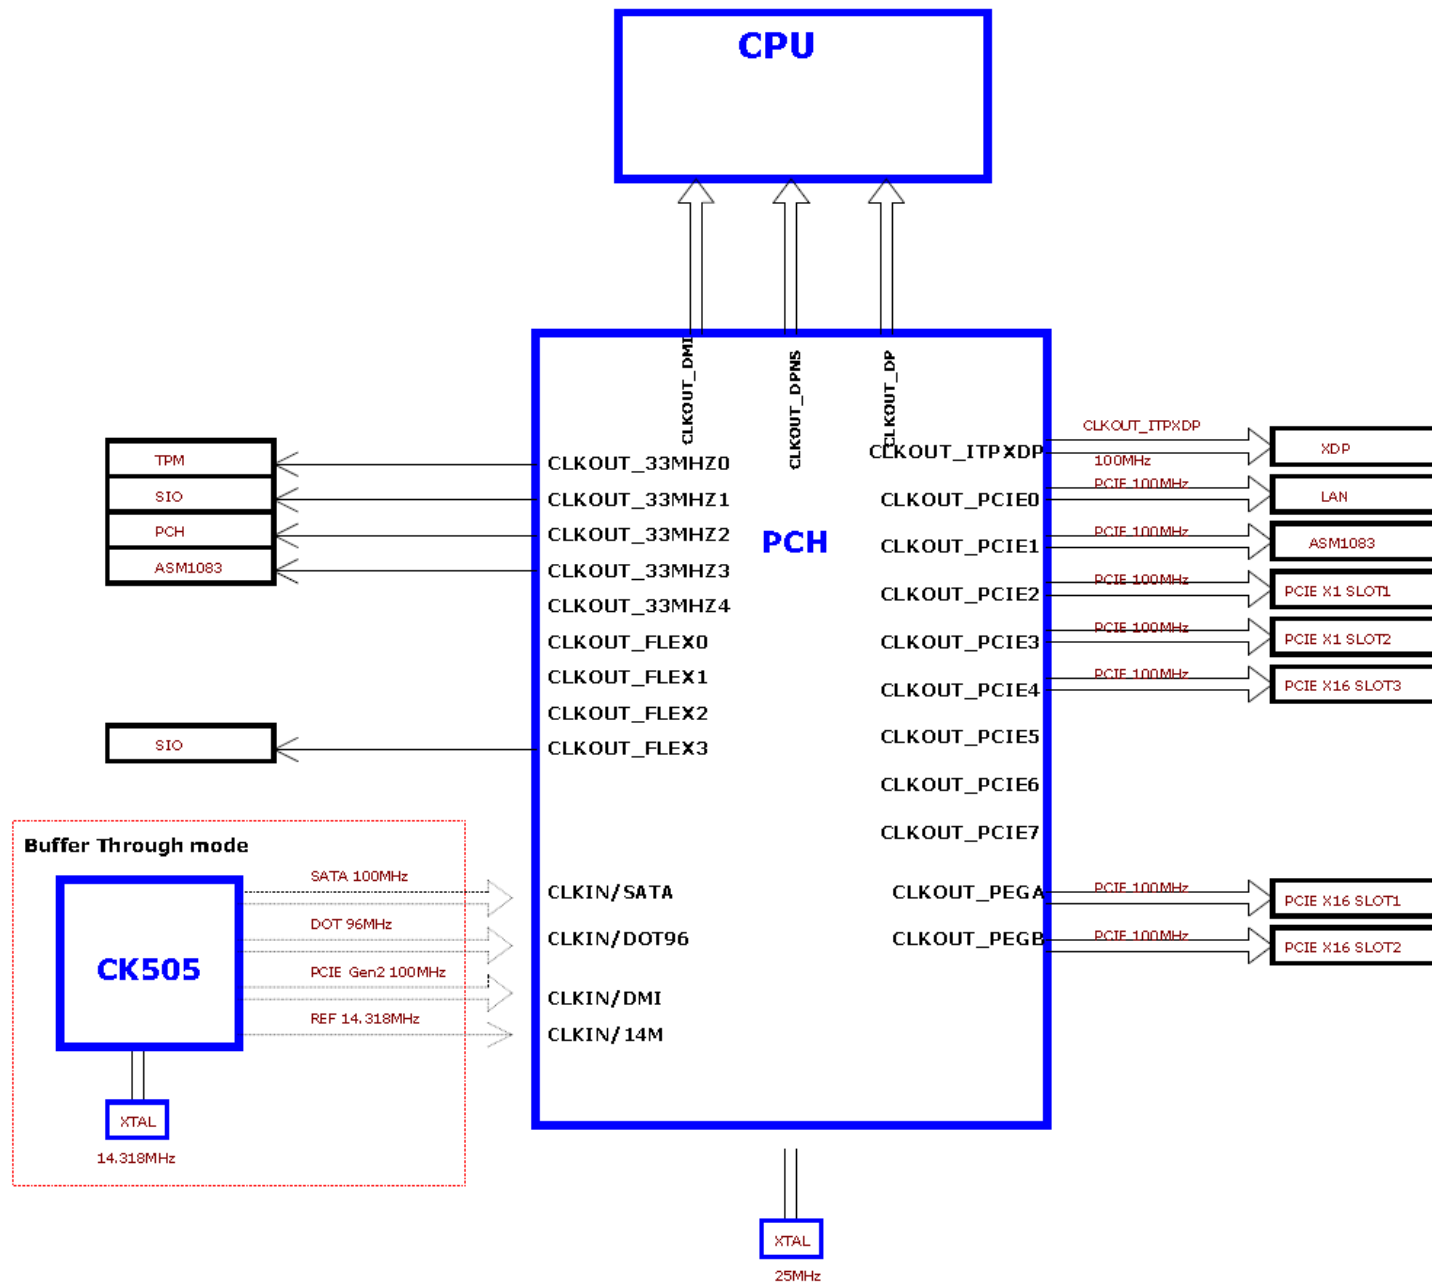 CPU
CLKOUT_DMI
CLKOUT_DPNS
CLKOUT_DP
PCH
TPM
SIO
PCH
ASM1083
SIO
CLKOUT_33MHZ0
CLKOUT_33MHZ1
CLKOUT_33MHZ2
CLKOUT_33MHZ3
CLKOUT_33MHZ4
CLKOUT_FLEX0
CLKOUT_FLEX1
CLKOUT_FLEX2
CLKOUT_FLEX3
CLKIN/SATA
CLKIN/DOT96
CLKIN/DMI
CLKIN/14M
CLKOUT_ITPXDP
CLKOUT_PCIE0
CLKOUT_PCIE1
CLKOUT_PCIE2
CLKOUT_PCIE3
CLKOUT_PCIE4
CLKOUT_PCIE5
CLKOUT_PCIE6
CLKOUT_PCIE7
CLKOUT_PEGA
CLKOUT_PEGB
CLKOUT_ITPXDP
100MHz
PCIE 100MHz
PCIE 100MHz
PCIE 100MHz
PCIE 100MHz
PCIE 100MHz
PCIE 100MHz
PCIE 100MHz
XDP
LAN
ASM1083
PCIE X1 SLOT1
PCIE X1 SLOT2
PCIE X16 SLOT3
PCIE X16 SLOT1
PCIE X16 SLOT2
Buffer Through mode
CK505
SATA 100MHz
DOT 96MHz
PCIE Gen2 100MHz
REF 14.318MHz
XTAL
14.318MHz
XTAL
25MHz